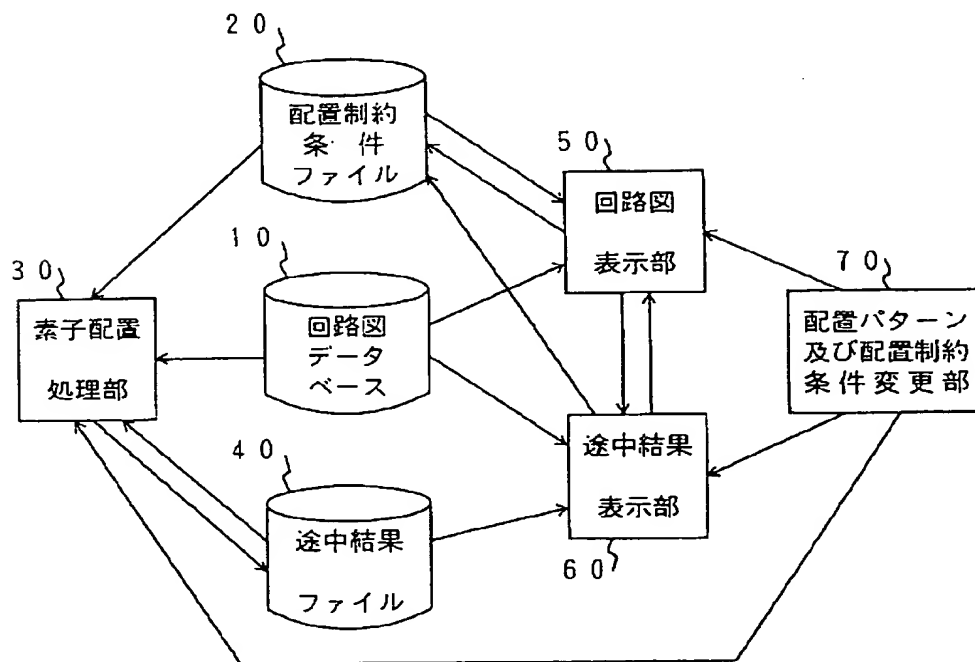 20
配置制約
条件
ファイル
50
回路図
表示部
10
回路図
データ
ベース
30
素子配置
処理部
70
配置パターン
及び配置制約
条件変更部
40
途中結果
ファイル
途中結果
表示部
60